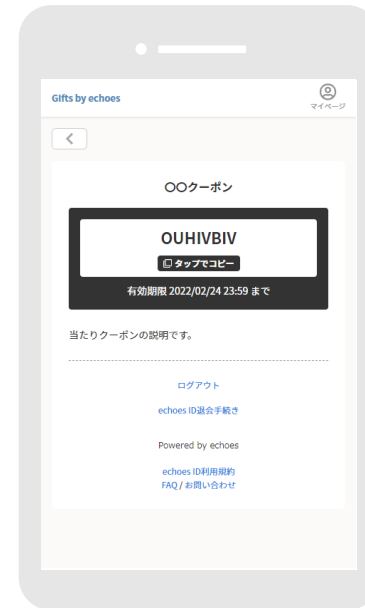 Gifts by echoes
マイページ
〇〇クーポン
OUHIVBIV
タップでコピー
有効期限 2022/02/24 23:59 まで
当たりクーポンの説明です。
ログアウト
echoes ID退会手続き
Powered by echoes
echoes ID利用規約
FAQ / お問い合わせ